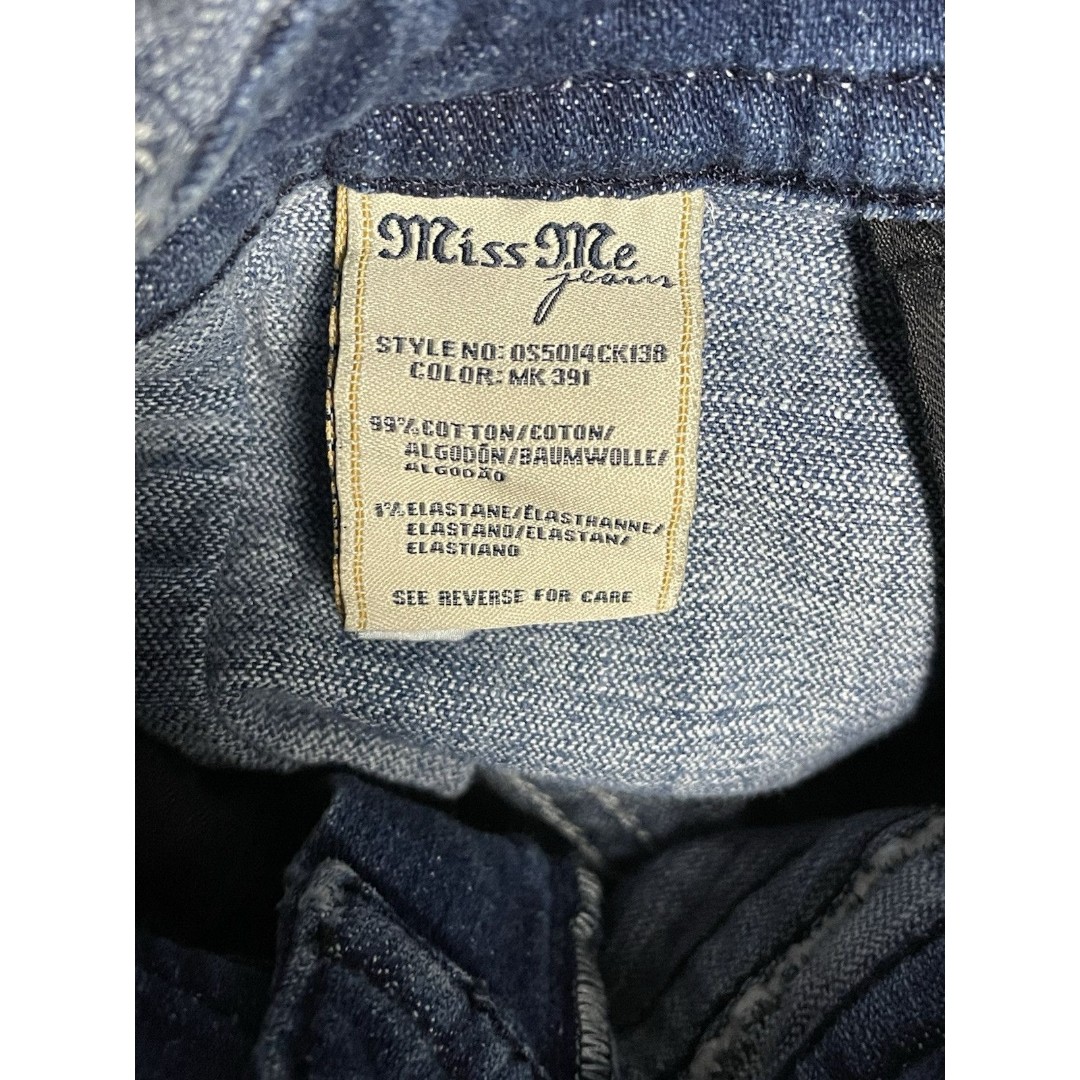 Miss Me
jeans
STYLE NO: OS5014CK138
COLOR: MK 391
99% COTTON/COTON/
ALGODÓN/BAUMWOLLE/
ALGODÃO
1% ELASTANE/ÉLASTHANNE/
ELASTANO/ELASTAN/
ELASTIANO
SEE REVERSE FOR CARE